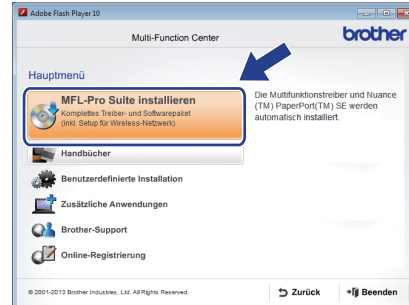 Adobe Flash Player 10
Multi-Function Center
brother
Hauptmenü
MFL-Pro Suite installieren
Komplettes Treiber- und Softwarepaket
(inkl. Setup für Wireless-Netzwerk)
Die Multifunktionstreiber und Nuance
(TM) PaperPort(TM) SE werden
automatisch installiert.
Handbücher
Benutzerdefinierte Installation
Zusätzliche Anwendungen
Brother-Support
Online-Registrierung
© 2001-2013 Brother Industries, Ltd. All Rights Reserved.
Zurück
Beenden